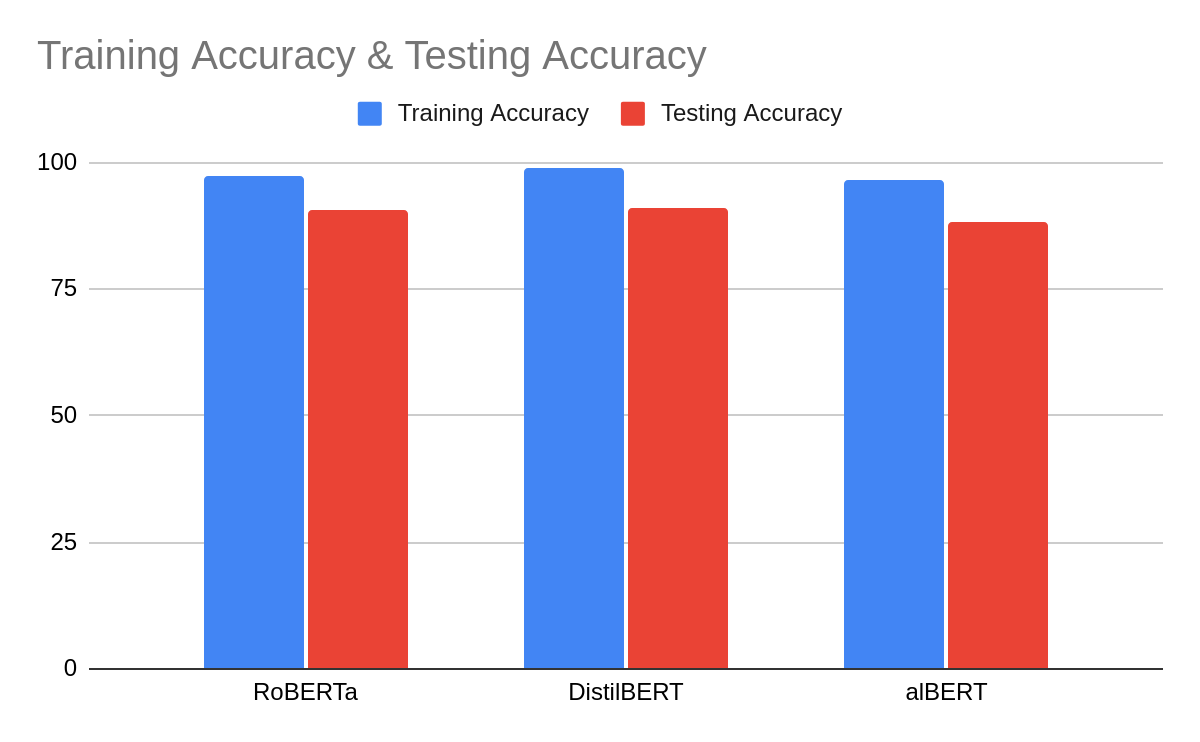 Training Accuracy & Testing Accuracy
Training Accuracy Testing Accuracy
100
75
50
25
0
RoBERTa DistilBERT alBERT